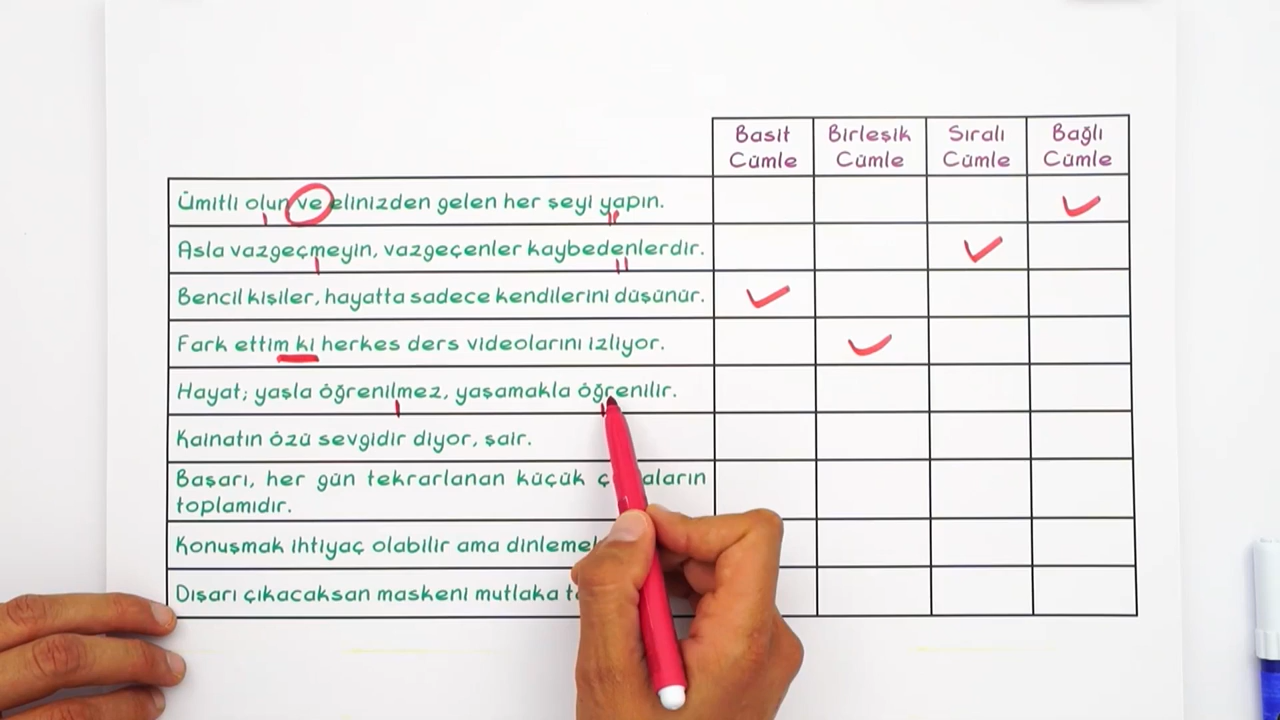 Basit Birleşik Sıralı Bağlı
Cümle Cümle Cümle Cümle
Ümitli olun ve elinizden gelen her şeyi yapın.
Asla vazgeçmeyin, vazgeçenler kaybedenlerdir.
Bencil kişiler, hayatta sadece kendilerini düşünür.
Fark ettim ki herkes ders videolarını izliyor.
Hayat; yaşla öğrenilmez, yaşamakla öğrenilir.
Kainatın özü sevgidir diyor, şair.
Başarı, her gün tekrarlanan küçük
toplamıdır.
Konuşmak ihtiyaç olabilir ama
Dışarı çıkacaksan maskeni mutlaka